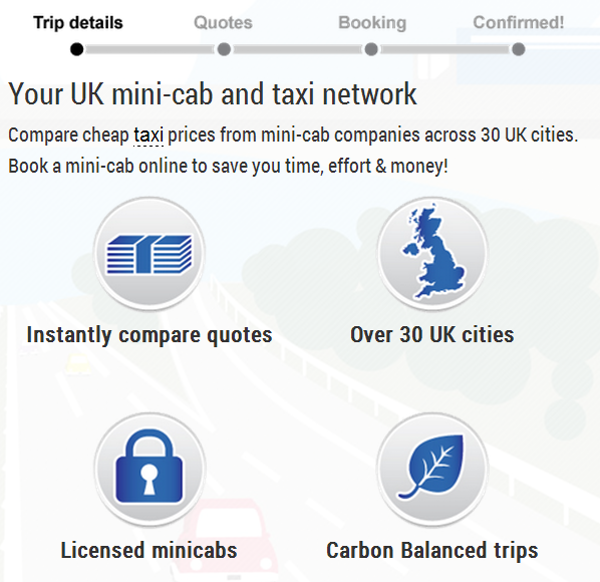 Trip details Quotes Booking Confirmed!
Your UK mini-cab and taxi network
Compare cheap taxi prices from mini-cab companies across 30 UK cities.
Book a mini-cab online to save you time, effort & money!
Instantly compare quotes
Over 30 UK cities
Licensed minicabs
Carbon Balanced trips